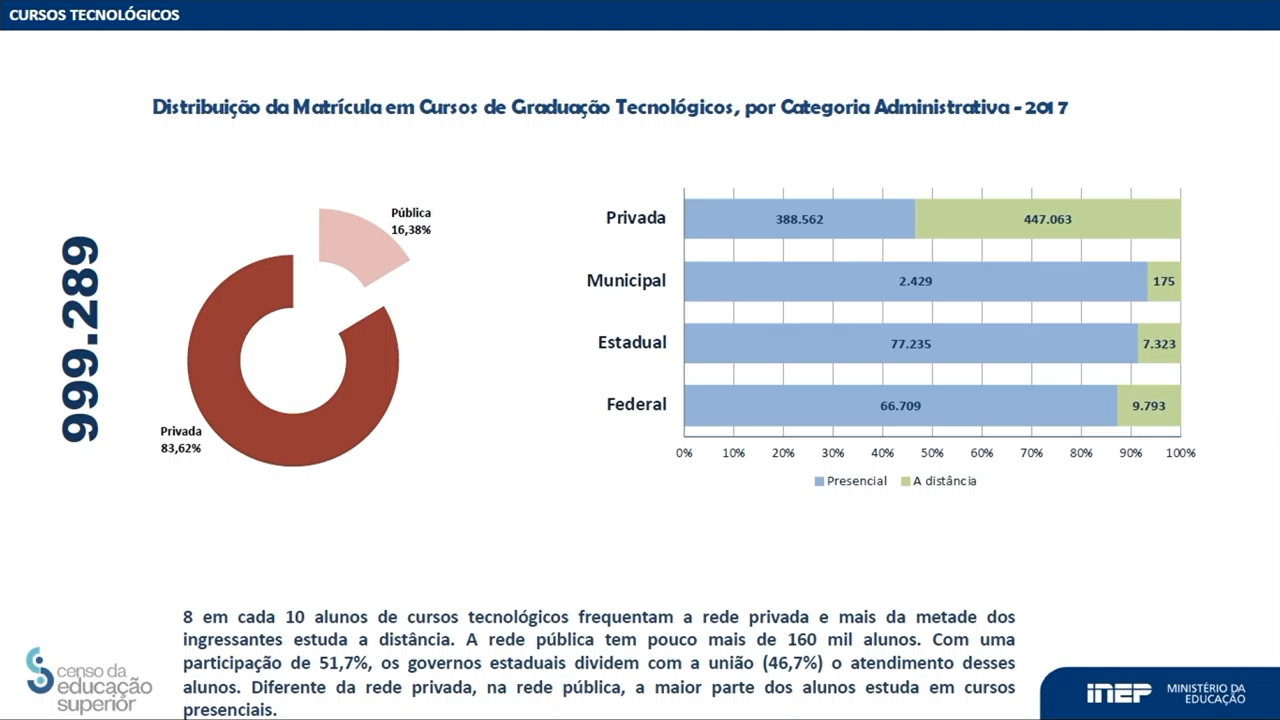 CURSOS TECNOLÓGICOS
Distribuição da Matrícula em Cursos de Graduação Tecnológicos, por Categoria Administrativa - 2017
999.289
Pública
16,38%
Privada
83,62%
Privada 388.562 447.063
Municipal 2.429 175
Estadual 77.235 7.323
Federal 66.709 9.793
0% 10% 20% 30% 40% 50% 60% 70% 80% 90% 100%
Presencial A distância
8 em cada 10 alunos de cursos tecnológicos frequentam a rede privada e mais da metade dos
ingressantes estuda a distância. A rede pública tem pouco mais de 160 mil alunos. Com uma
participação de 51,7%, os governos estaduais dividem com a união (46,7%) o atendimento desses
alunos. Diferente da rede privada, na rede pública, a maior parte dos alunos estuda em cursos
presenciais.
censo da
educação
superior
INEP
MINISTÉRIO DA
EDUCAÇÃO